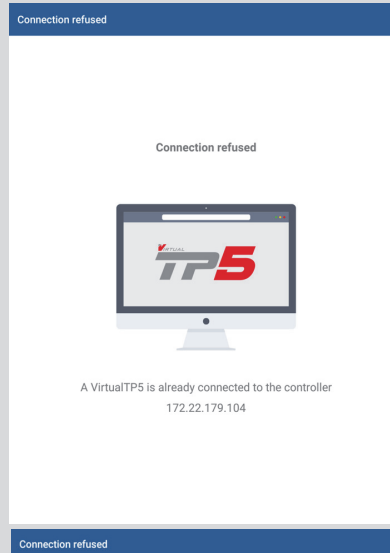 Connection refused
Connection refused
VIRTUAL
TP5
A VirtualTP5 is already connected to the controller
172.22.179.104
Connection refused